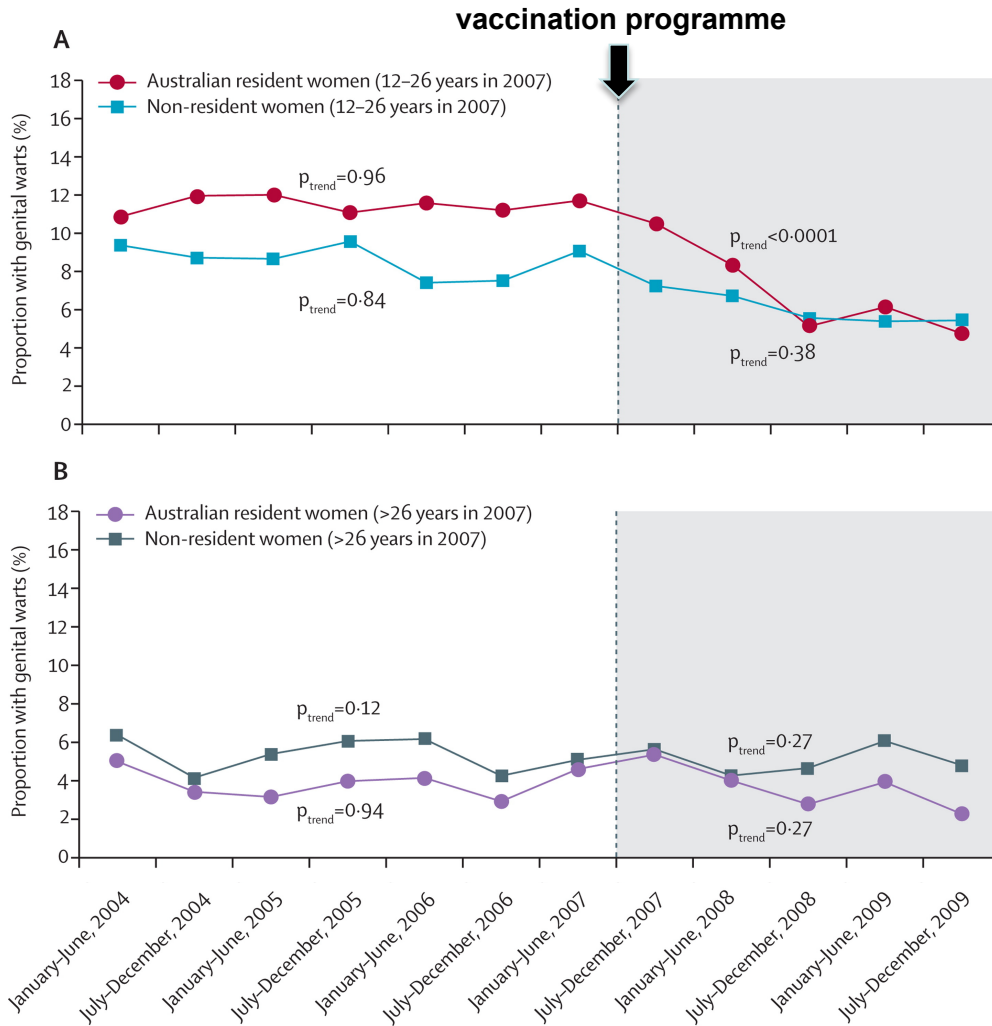 vaccination programme
A
Australian resident women (12–26 years in 2007)
Non-resident women (12–26 years in 2007)
Proportion with genital warts (%)
18
16
14
12
10
8
6
4
2
0
ptrend=0·96
ptrend=0·84
ptrend<0·0001
ptrend=0·38
B
Australian resident women (>26 years in 2007)
Non-resident women (>26 years in 2007)
Proportion with genital warts (%)
18
16
14
12
10
8
6
4
2
0
ptrend=0·12
ptrend=0·94
ptrend=0·27
ptrend=0·27
January–June, 2004
July–December, 2004
January–June, 2005
July–December, 2005
January–June, 2006
July–December, 2006
January–June, 2007
July–December, 2007
January–June, 2008
July–December, 2008
January–June, 2009
July–December, 2009